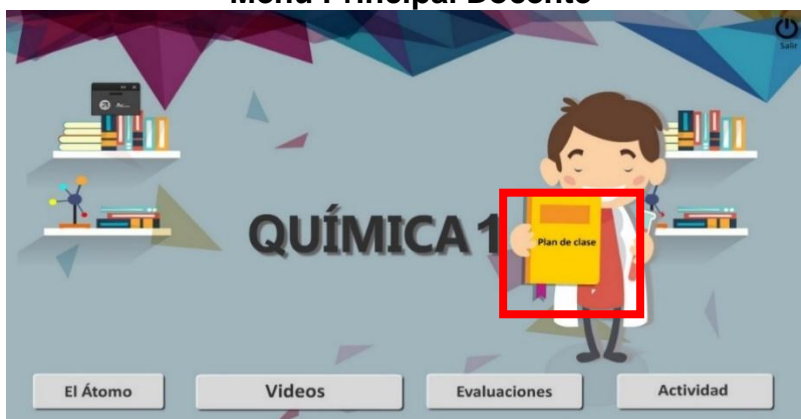 Menú Principal Docente
Salir
QUÍMICA 1
Plan de clase
El Átomo
Videos
Evaluaciones
Actividad